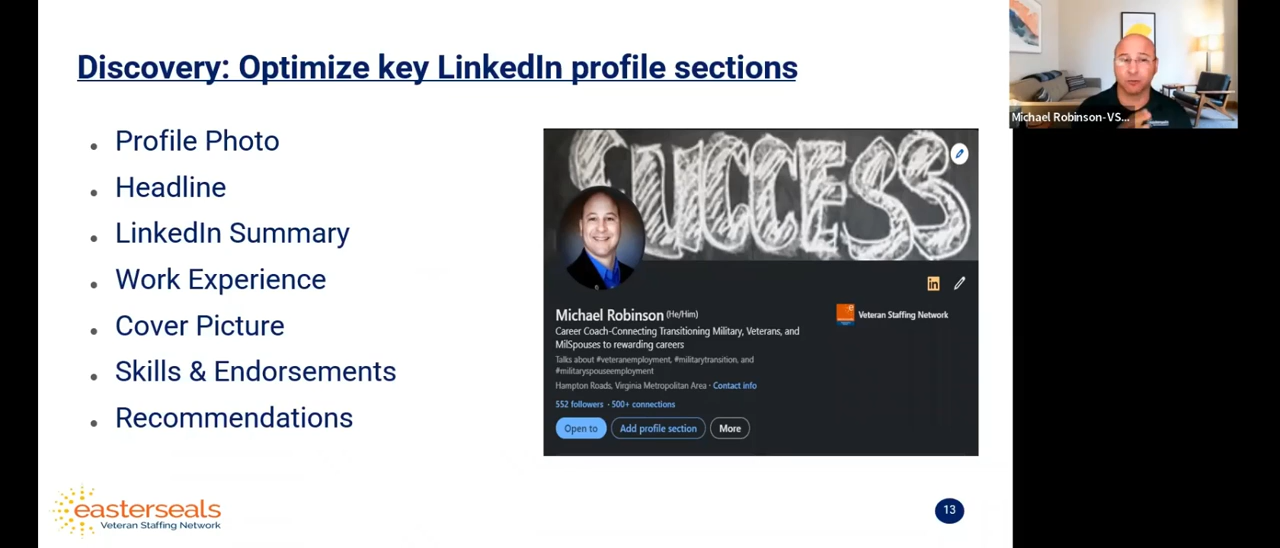 Discovery: Optimize key LinkedIn profile sections
Michael Robinson-VS...
• Profile Photo
• Headline
• LinkedIn Summary
• Work Experience
• Cover Picture
• Skills & Endorsements
• Recommendations
SUCCESS
in
Michael Robinson (He/Him)
Veteran Staffing Network
Career Coach-Connecting Transitioning Military, Veterans, and
MilSpouses to rewarding careers
Talks about #veteranemployment, #militarytransition, and
#militaryspouseemployment
Hampton Roads, Virginia Metropolitan Area · Contact info
552 followers · 500+ connections
Open to
Add profile section
More
easterseals
Veteran Staffing Network
13